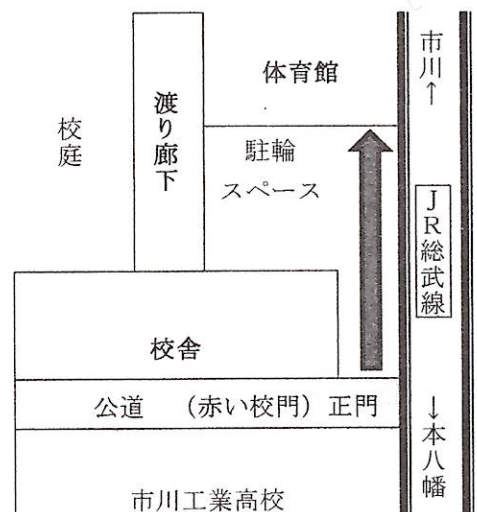 市川↑
体育館
渡り廊下
校庭
駐輪
スペース
JR総武線
校舎
公道 （赤い校門）正門
↓本八幡
市川工業高校